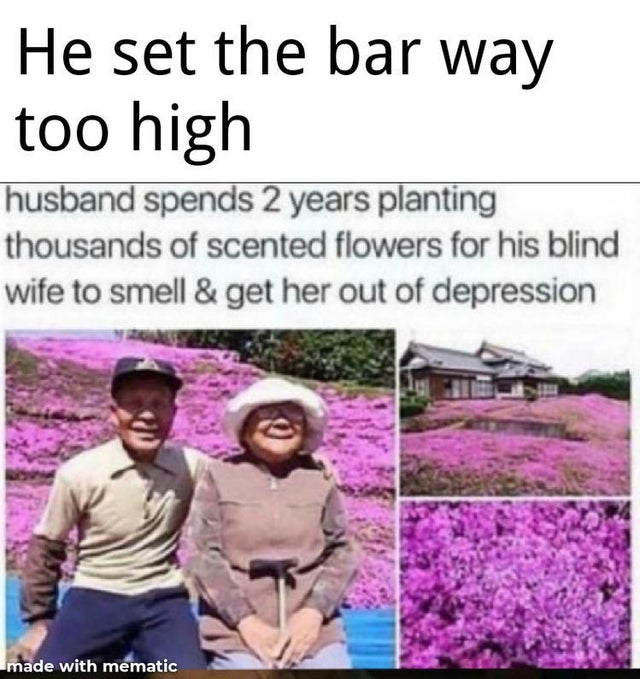 He set the bar way
too high
husband spends 2 years planting
thousands of scented flowers for his blind
wife to smell & get her out of depression
made with mematic